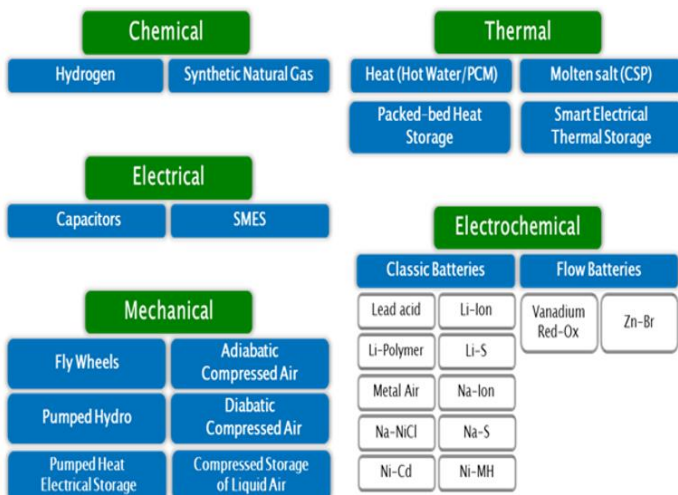 Chemical
Hydrogen
Synthetic Natural Gas
Electrical
Capacitors
SMES
Mechanical
Fly Wheels
Adiabatic
Compressed Air
Pumped Hydro
Diabatic
Compressed Air
Pumped Heat
Electrical Storage
Compressed Storage
of Liquid Air
Thermal
Heat (Hot Water/PCM)
Molten salt (CSP)
Packed-bed Heat
Storage
Smart Electrical
Thermal Storage
Electrochemical
Classic Batteries
Flow Batteries
Lead acid
Li-Ion
Vanadium
Red-Ox
Zn-Br
Li-Polymer
Li-S
Metal Air
Na-Ion
Na-NiCl
Na-S
Ni-Cd
Ni-MH